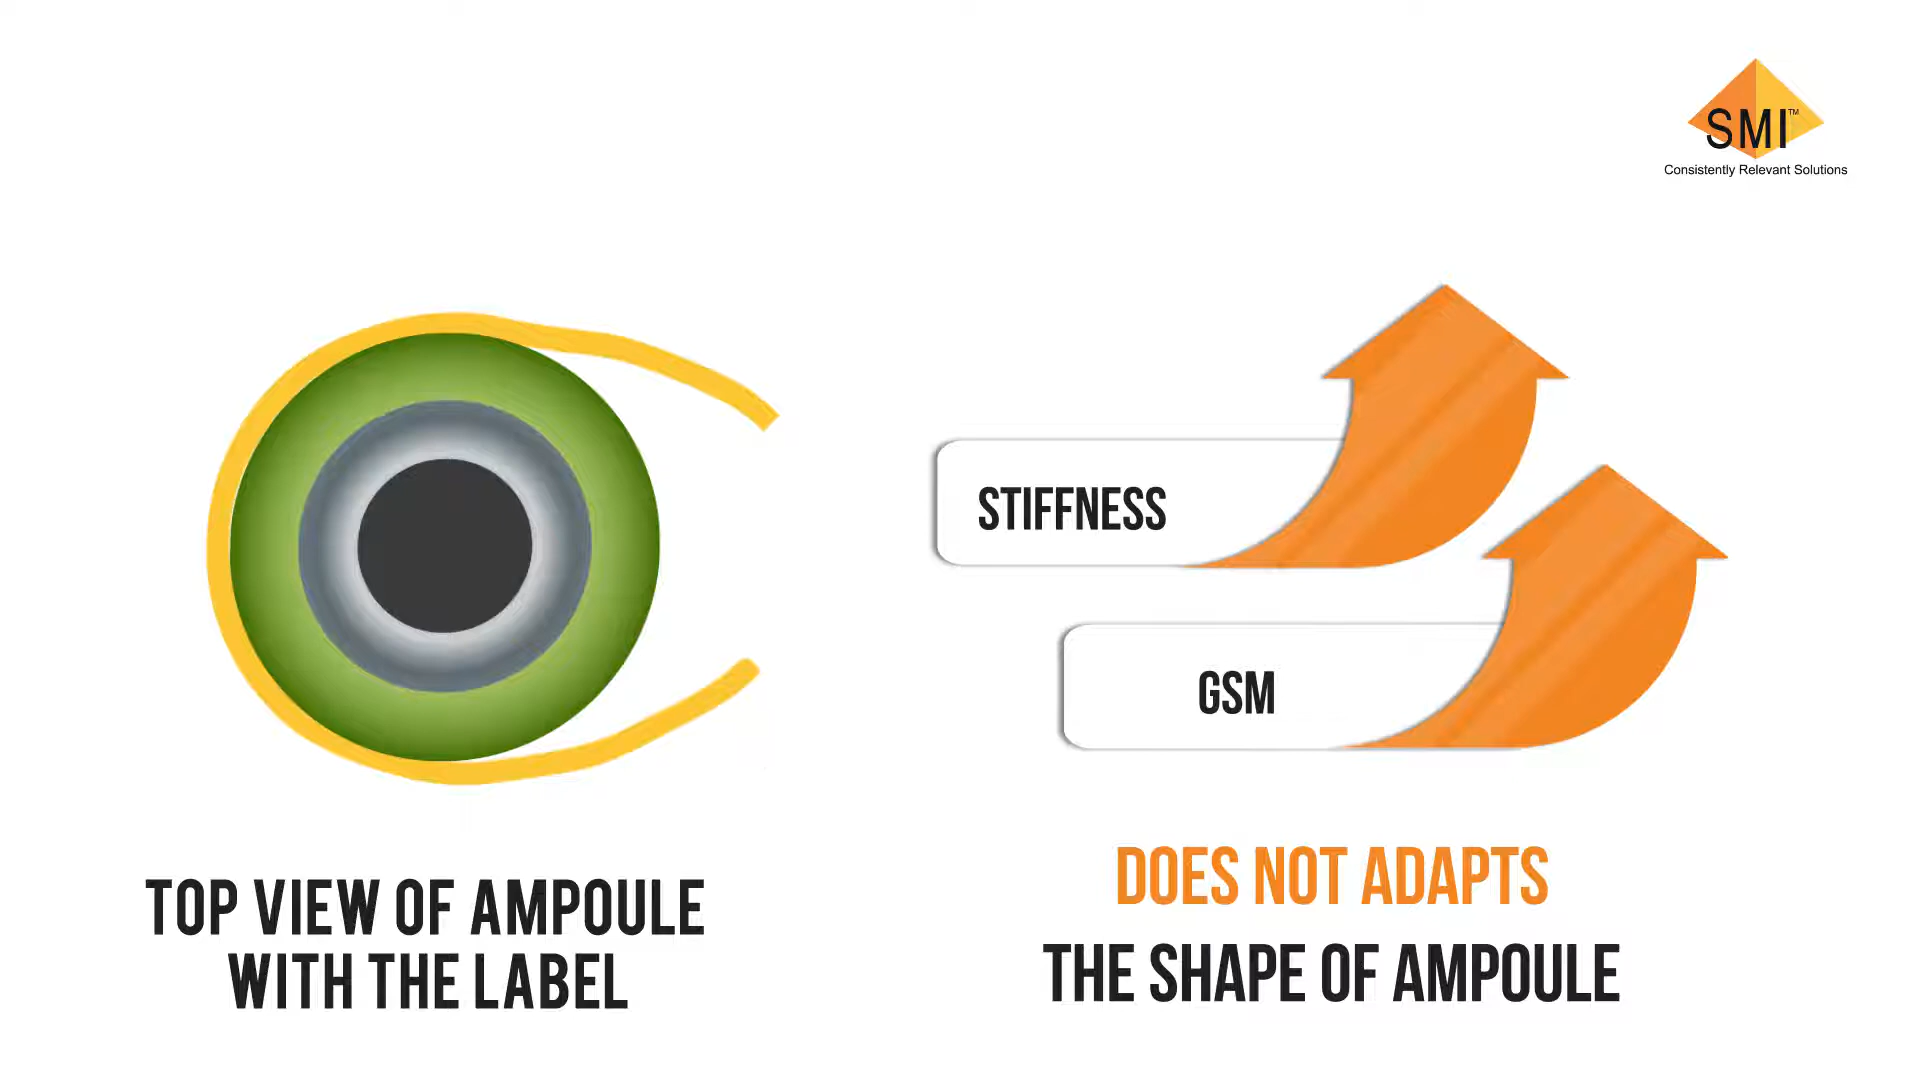 SMI™
Consistently Relevant Solutions
STIFFNESS
GSM
TOP VIEW OF AMPOULE
WITH THE LABEL
DOES NOT ADAPTS
THE SHAPE OF AMPOULE